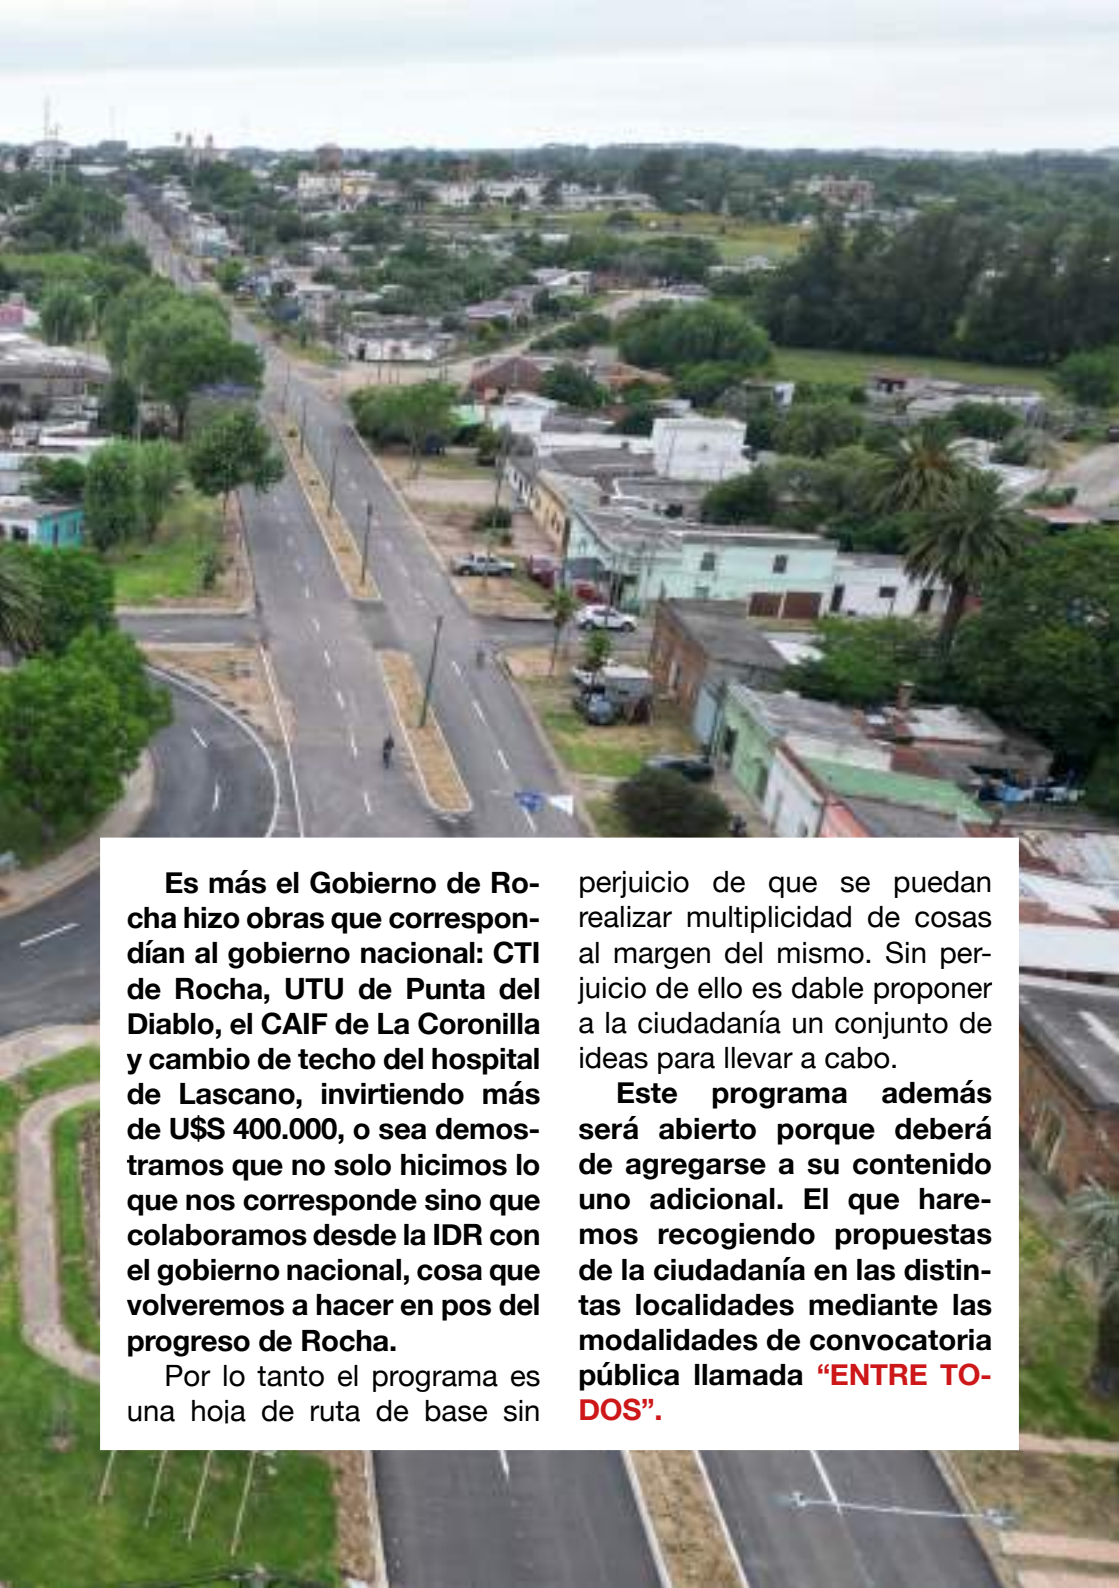 Es más el Gobierno de Ro-
cha hizo obras que correspon-
dían al gobierno nacional: CTI
de Rocha, UTU de Punta del
Diablo, el CAIF de La Coronilla
y cambio de techo del hospital
de Lascano, invirtiendo más
de U$S 400.000, o sea demos-
tramos que no solo hicimos lo
que nos corresponde sino que
colaboramos desde la IDR con
el gobierno nacional, cosa que
volveremos a hacer en pos del
progreso de Rocha.
Por lo tanto el programa es
una hoja de ruta de base sin
perjuicio de que se puedan
realizar multiplicidad de cosas
al margen del mismo. Sin per-
juicio de ello es dable proponer
a la ciudadanía un conjunto de
ideas para llevar a cabo.
Este programa además
será abierto porque deberá
de agregarse a su contenido
uno adicional. El que hare-
mos recogiendo propuestas
de la ciudadanía en las distin-
tas localidades mediante las
modalidades de convocatoria
pública llamada “ENTRE TO-
DOS”.